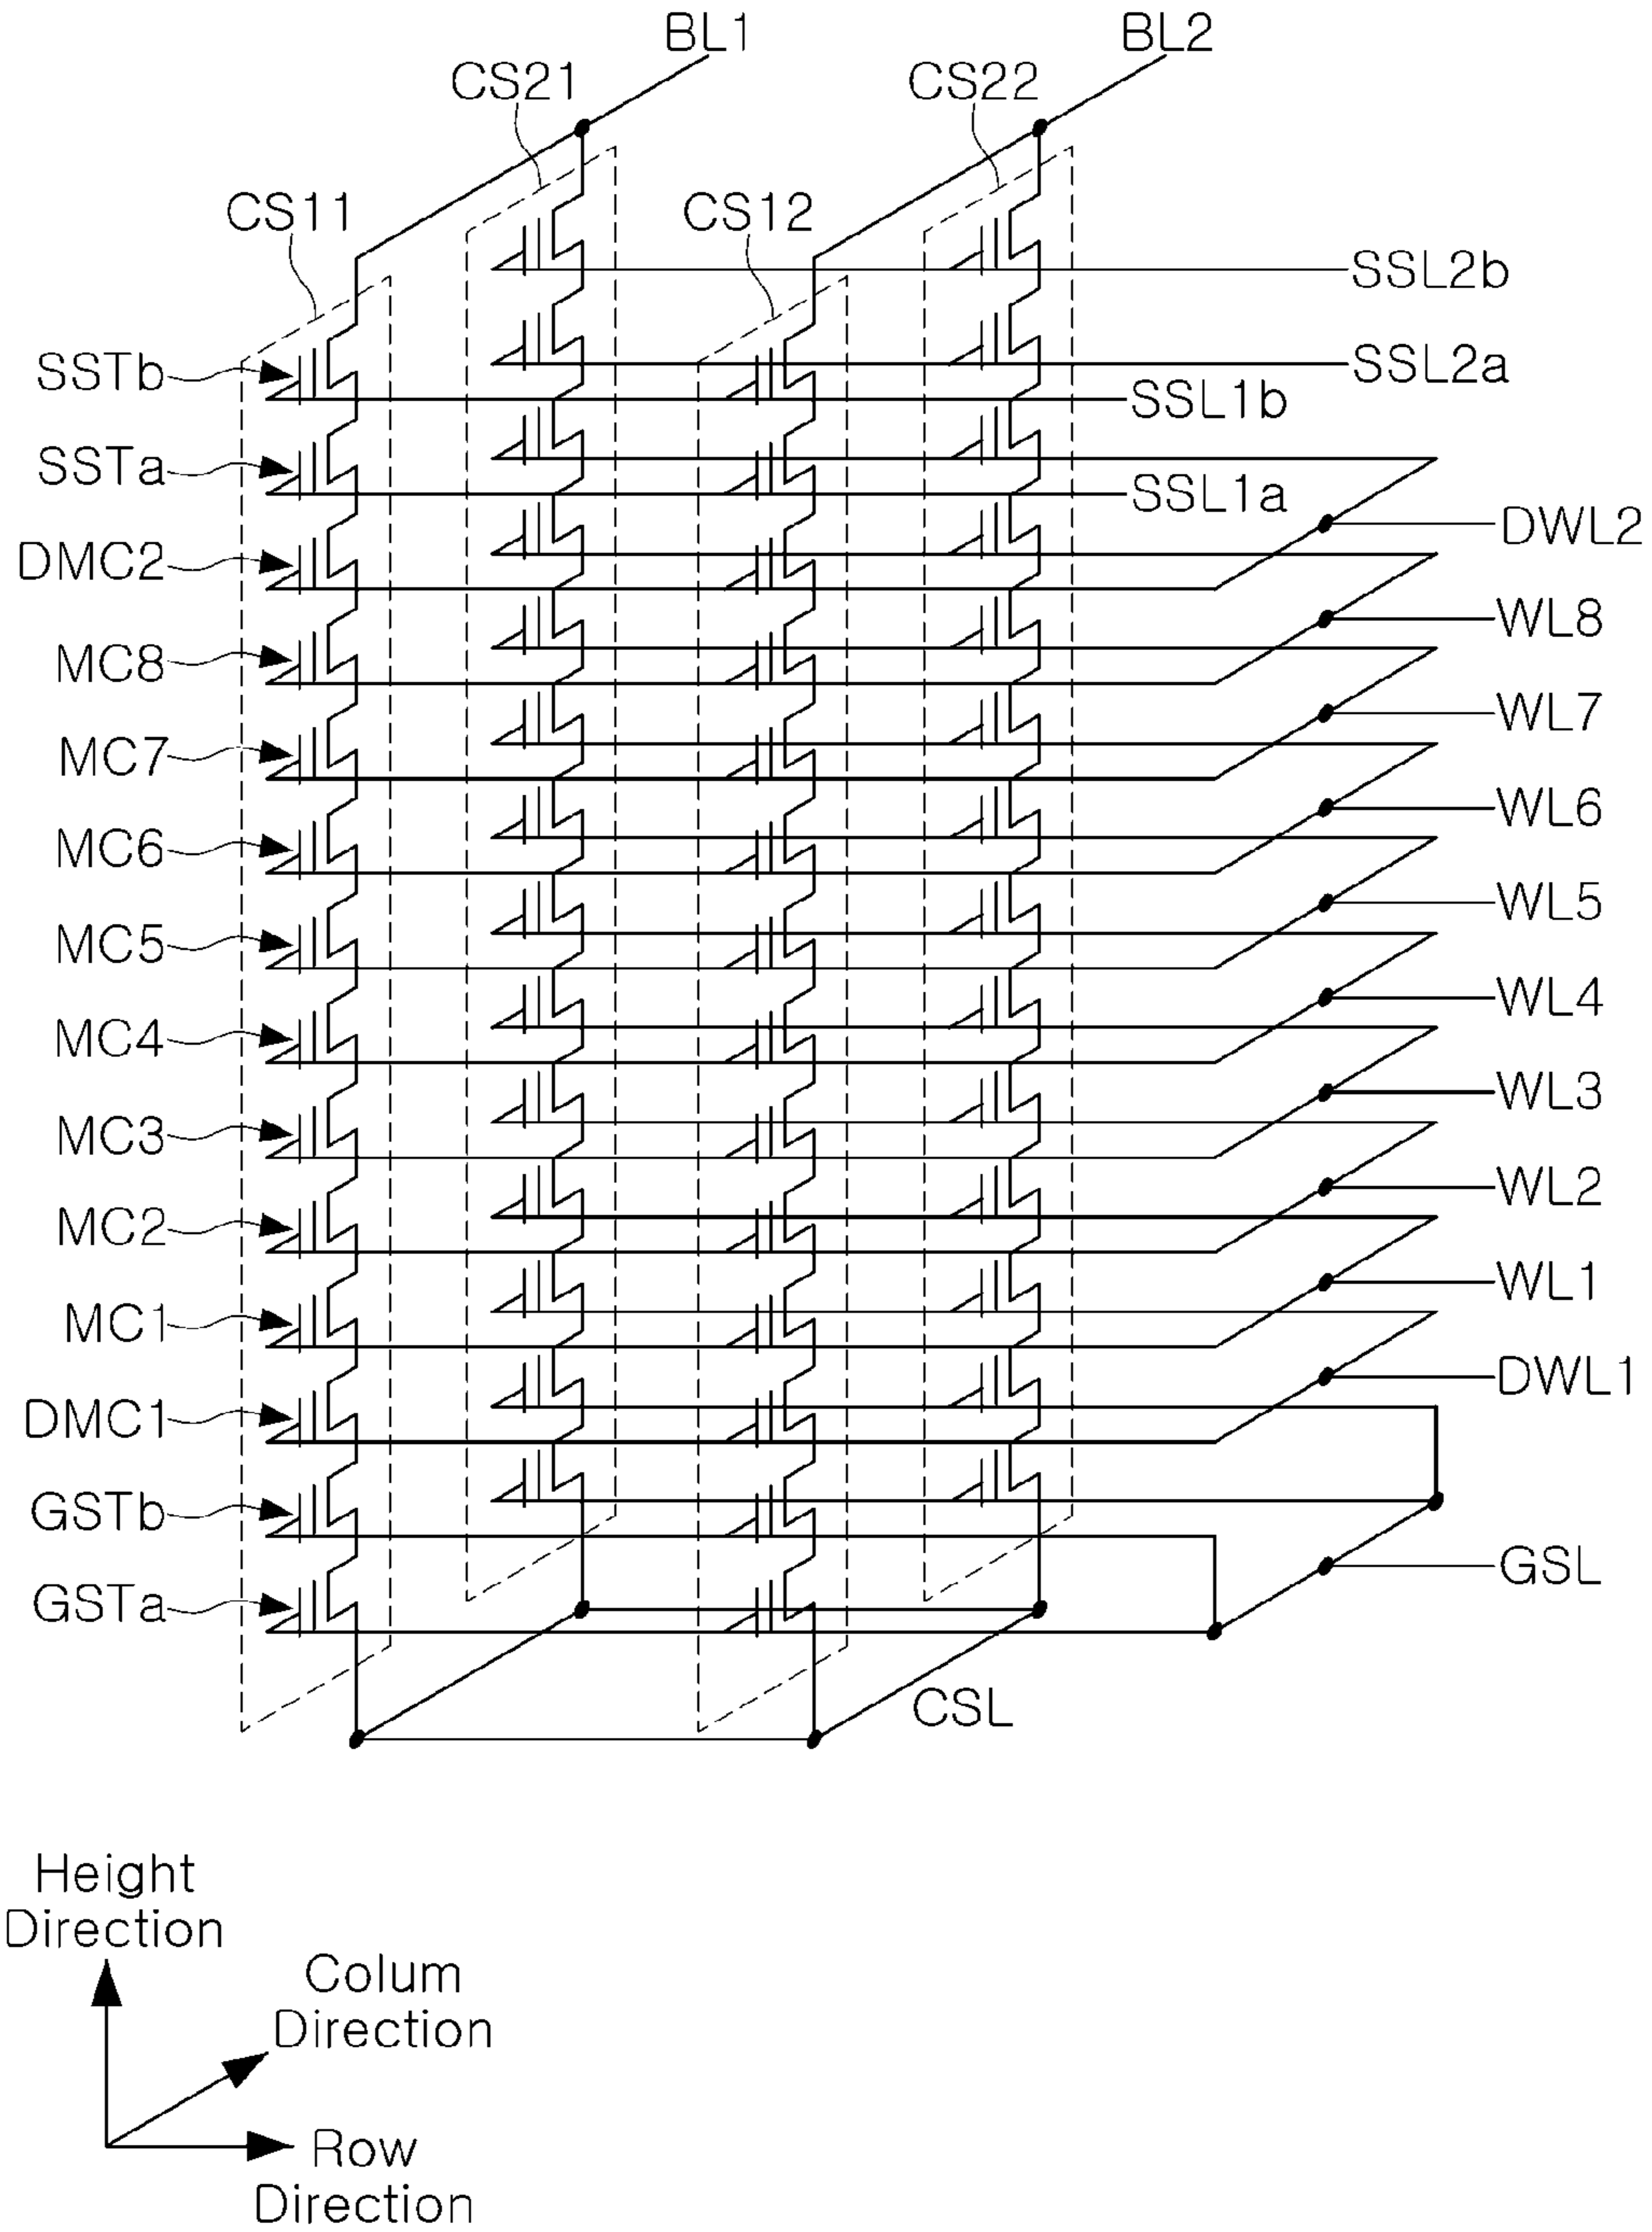 BL1 BL2
CS21 CS22
CS11 CS12
SSL2b
SSTb SSL2a
SSL1b
SSTa SSL1a
DMC2 DWL2
MC8 WL8
MC7 WL7
MC6 WL6
MC5 WL5
MC4 WL4
MC3 WL3
MC2 WL2
MC1 WL1
DMC1 DWL1
GSTb GSL
GSTa
CSL
Height
Direction
Colum
Direction
Row
Direction